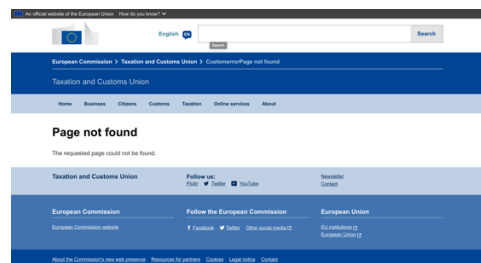 An official website of the European Union How do you know?
English EN
Search
Search
European Commission > Taxation and Customs Union > CustomerrorPage not found
Taxation and Customs Union
Home Business Citizens Customs Taxation Online services About
Page not found
The requested page could not be found.
Taxation and Customs Union
Follow us:
Flickr Twitter YouTube
Newsletter
Contact
European Commission
European Commission website
Follow the European Commission
Facebook Twitter Other social media
European Union
EU institutions
European Union
About the Commission's new web presence Resources for partners Cookies Legal notice Contact